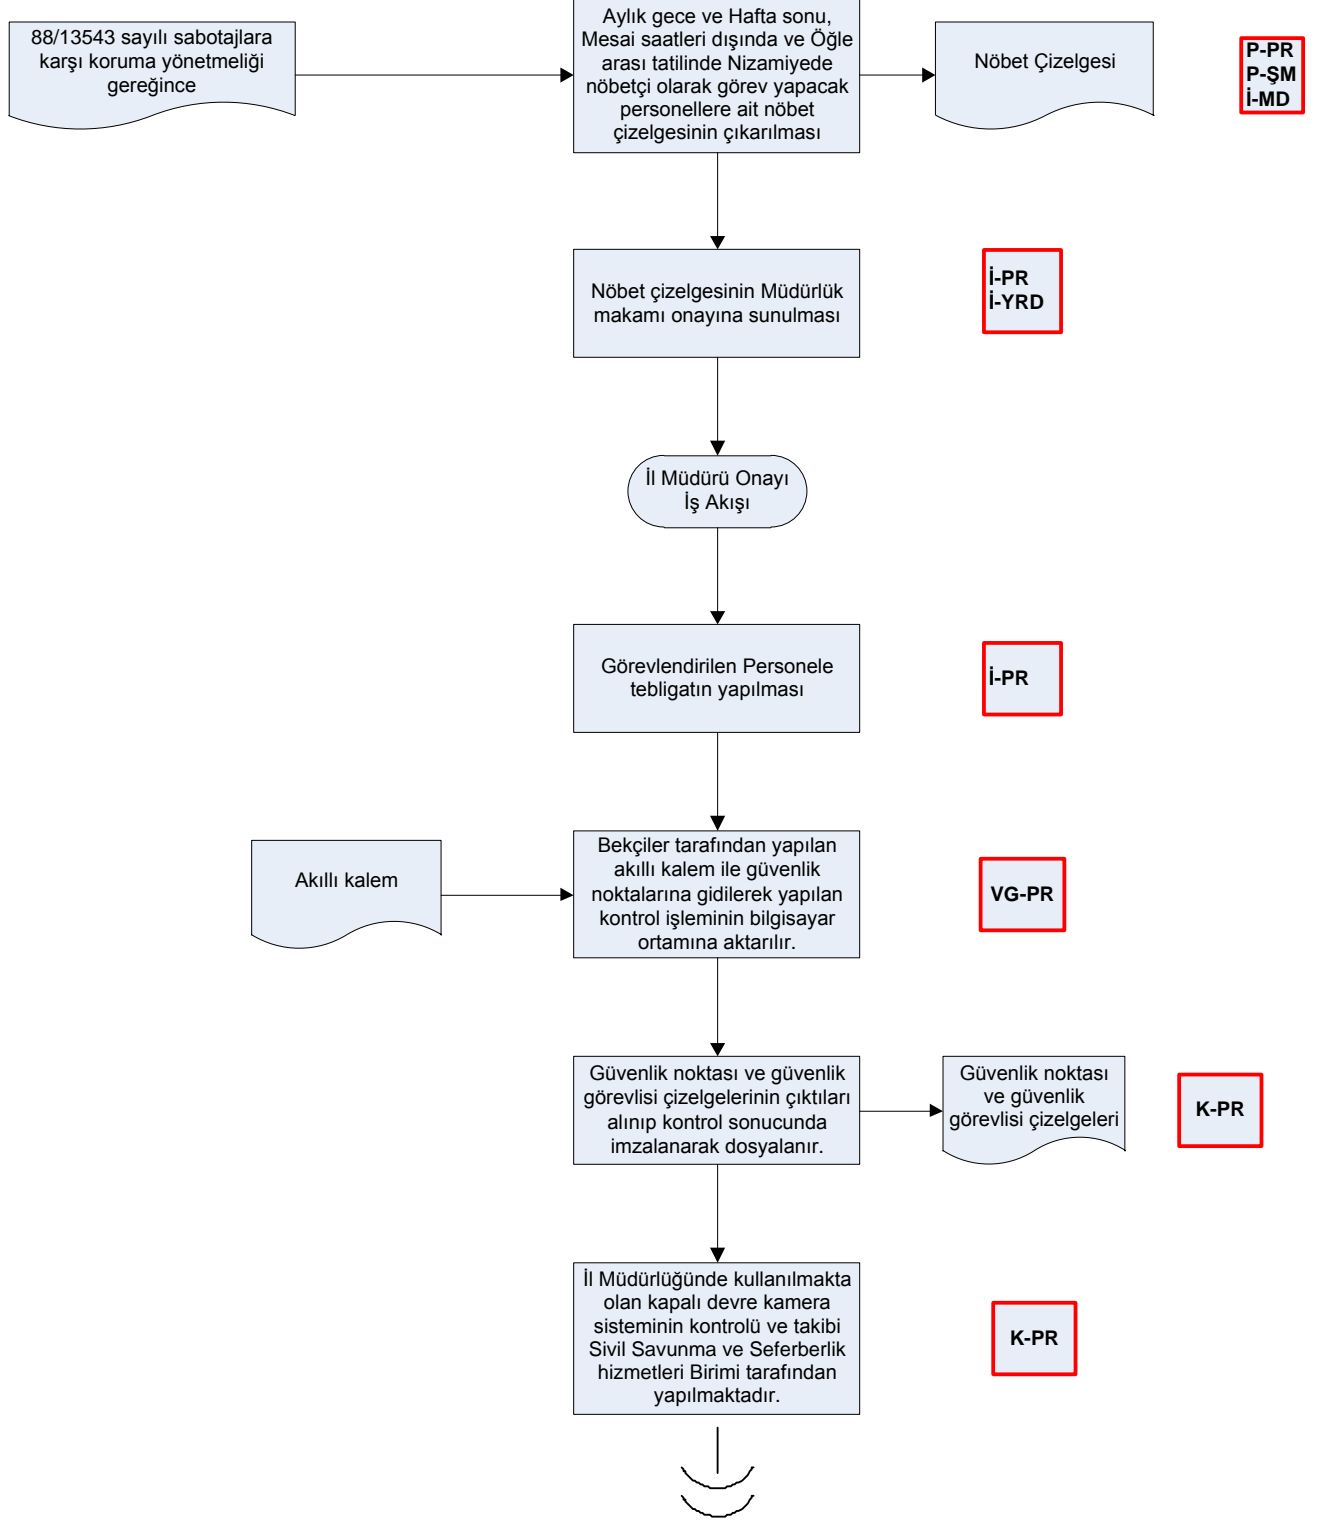 88/13543 sayılı sabotajlara
karşı koruma yönetmeliği
gereğince
Aylık gece ve Hafta sonu,
Mesai saatleri dışında ve Öğle
arası tatilinde Nizamiyede
nöbetçi olarak görev yapacak
personellere ait nöbet
çizelgesinin çıkarılması
Nöbet Çizelgesi
P-PR
P-ŞM
İ-MD
Nöbet çizelgesinin Müdürlük
makamı onayına sunulması
İ-PR
İ-YRD
İl Müdürü Onayı
İş Akışı
Görevlendirilen Personele
tebligatın yapılması
İ-PR
Akıllı kalem
Bekçiler tarafından yapılan
akıllı kalem ile güvenlik
noktalarına gidilerek yapılan
kontrol işleminin bilgisayar
ortamına aktarılır.
VG-PR
Güvenlik noktası ve güvenlik
görevlisi çizelgelerinin çıktıları
alınıp kontrol sonucunda
imzalanarak dosyalanır.
Güvenlik noktası
ve güvenlik
görevlisi çizelgeleri
K-PR
İl Müdürlüğünde kullanılmakta
olan kapalı devre kamera
sisteminin kontrolü ve takibi
Sivil Savunma ve Seferberlik
hizmetleri Birimi tarafından
yapılmaktadır.
K-PR